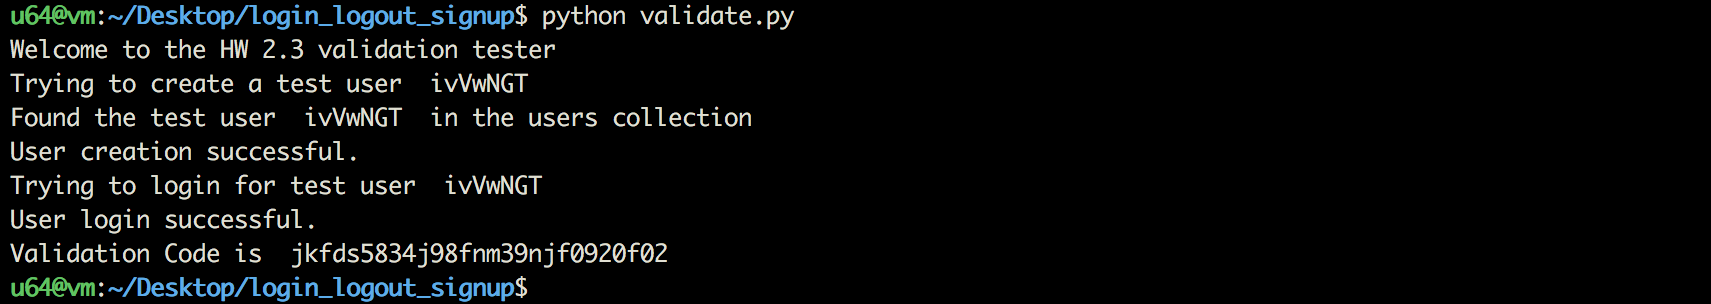 u64@vm:~/Desktop/login_logout_signup$ python validate.py
Welcome to the HW 2.3 validation tester
Trying to create a test user  ivVwNGT
Found the test user  ivVwNGT  in the users collection
User creation successful.
Trying to login for test user  ivVwNGT
User login successful.
Validation Code is  jkfds5834j98fnm39njf0920f02
u64@vm:~/Desktop/login_logout_signup$